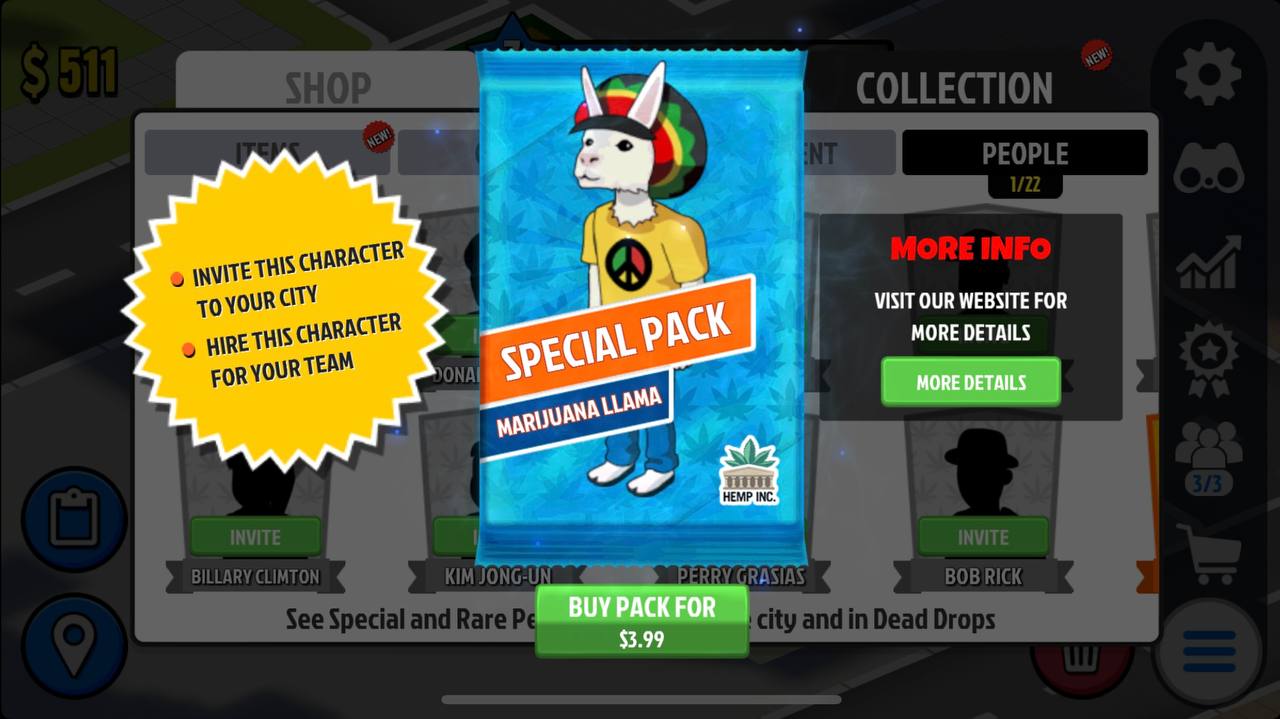 $ 511
SHOP
COLLECTION
NEW!
ITEMS
NEW!
ENT
PEOPLE
1/22
INVITE THIS CHARACTER
TO YOUR CITY
HIRE THIS CHARACTER
FOR YOUR TEAM
SPECIAL PACK
MARIJUANA LLAMA
HEMP INC.
MORE INFO
VISIT OUR WEBSITE FOR
MORE DETAILS
MORE DETAILS
DONAL
3/3
INVITE
I
INVITE
BILLARY CLIMTON
KIM JONG-UN
PERRY GRASIAS
BOB RICK
See Special and Rare Pe
e city and in Dead Drops
BUY PACK FOR
$3.99